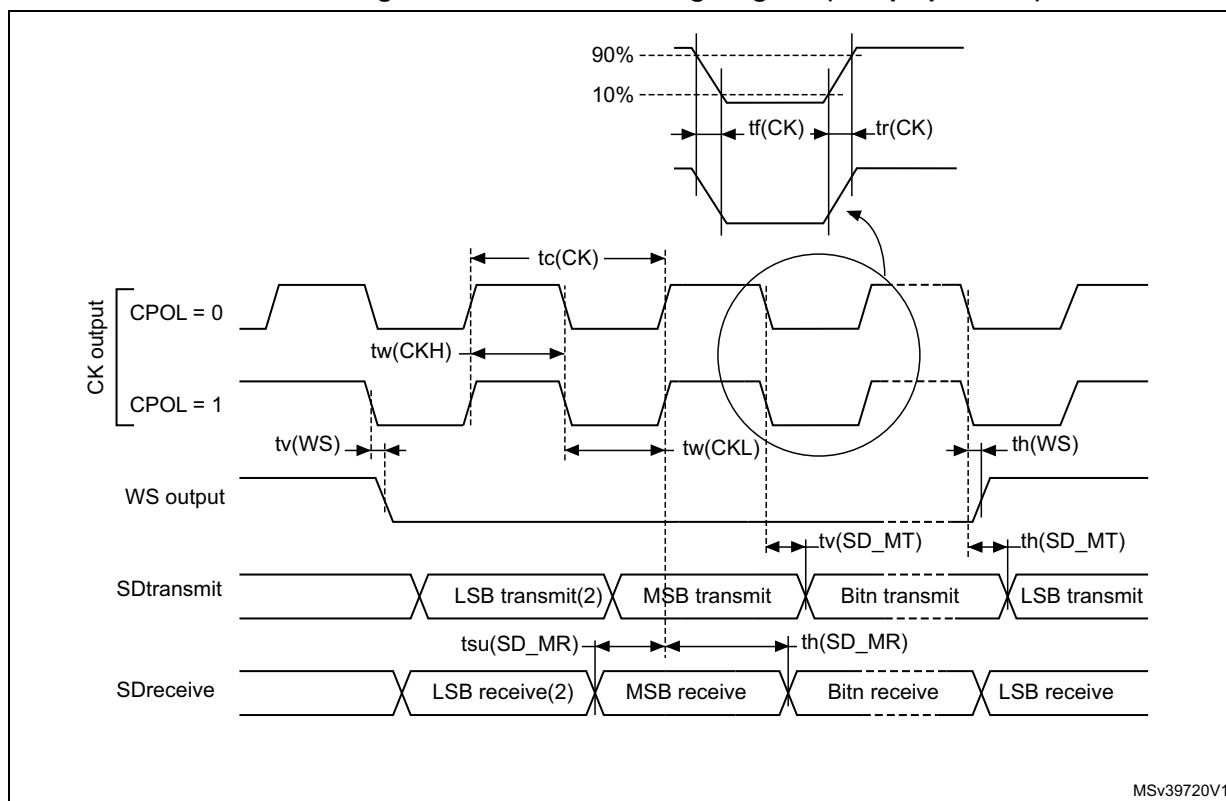 90%
10%
tf(CK)
tr(CK)
tc(CK)
CK output
CPOL = 0
tw(CKH)
CPOL = 1
tv(WS)
tw(CKL)
th(WS)
WS output
tv(SD_MT)
th(SD_MT)
SDtransmit
LSB transmit(2)
MSB transmit
Bitn transmit
LSB transmit
tsu(SD_MR)
th(SD_MR)
SDreceive
LSB receive(2)
MSB receive
Bitn receive
LSB receive
MSv39720V1